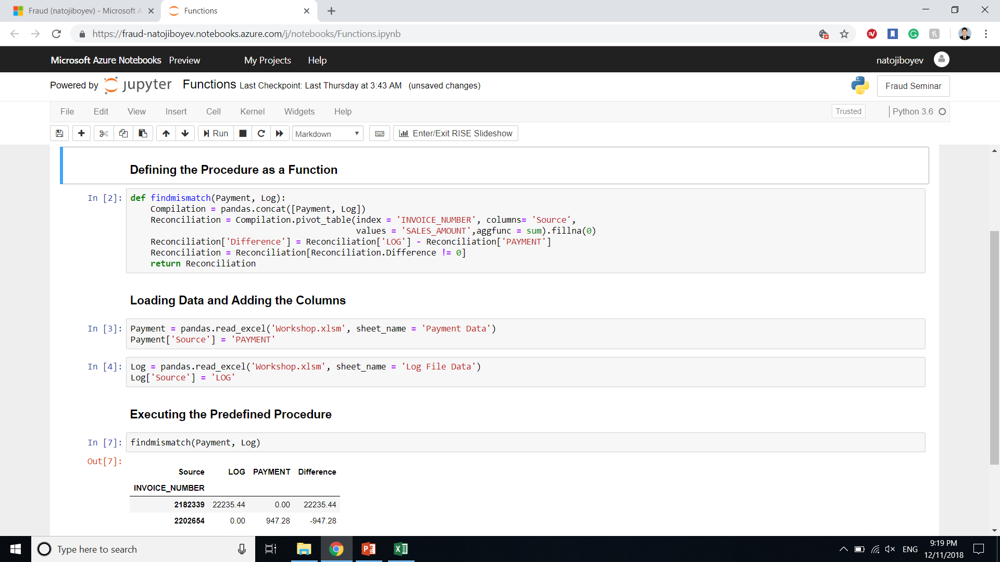 Fraud (natojiboyev) - Microsoft A
Functions
https://fraud-natojiboyev.notebooks.azure.com/j/notebooks/Functions.ipynb
Microsoft Azure Notebooks Preview My Projects Help natojiboyev
Powered by jupyter Functions Last Checkpoint: Last Thursday at 3:43 AM (unsaved changes) Fraud Seminar
File Edit View Insert Cell Kernel Widgets Help Trusted Python 3.6
Run Markdown Enter/Exit RISE Slideshow
Defining the Procedure as a Function
In [2]: def findmismatch(Payment, Log):
    Compilation = pandas.concat([Payment, Log])
    Reconciliation = Compilation.pivot_table(index = 'INVOICE_NUMBER', columns= 'Source',
                                             values = 'SALES_AMOUNT',aggfunc = sum).fillna(0)
    Reconciliation['Difference'] = Reconciliation['LOG'] - Reconciliation['PAYMENT']
    Reconciliation = Reconciliation[Reconciliation.Difference != 0]
    return Reconciliation
Loading Data and Adding the Columns
In [3]: Payment = pandas.read_excel('Workshop.xlsm', sheet_name = 'Payment Data')
Payment['Source'] = 'PAYMENT'
In [4]: Log = pandas.read_excel('Workshop.xlsm', sheet_name = 'Log File Data')
Log['Source'] = 'LOG'
Executing the Predefined Procedure
In [7]: findmismatch(Payment, Log)
Out[7]:
Source LOG PAYMENT Difference
INVOICE_NUMBER
2182339 22235.44 0.00 22235.44
2202654 0.00 947.28 -947.28
Type here to search
ENG
9:19 PM
12/11/2018